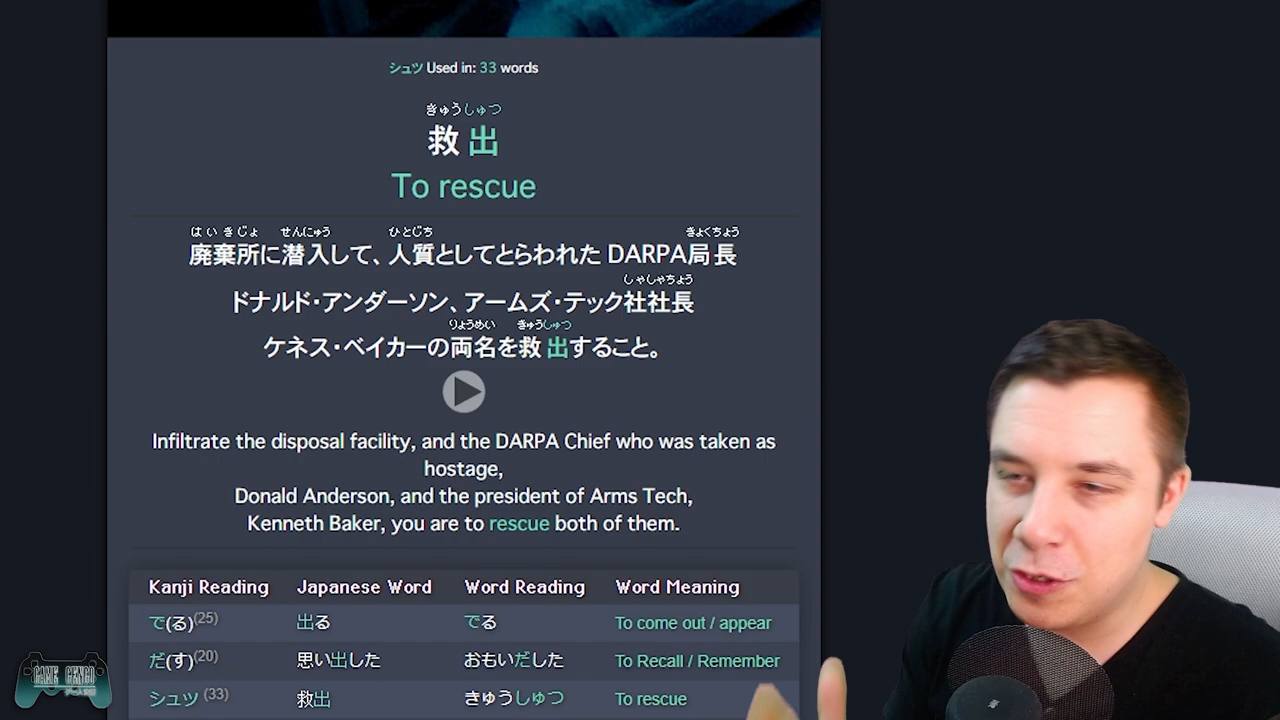 シュツ Used in: 33 words
きゅうしゅつ
救出
To rescue
はいきじょ せんにゅう ひとじち きょくちょう
廃棄所に潜入して、人質としてとらわれた DARPA局長
しゃしゃちょう
ドナルド・アンダーソン、アームズ・テック社社長
りょうめい きゅうしゅつ
ケネス・ベイカーの両名を救出すること。
Infiltrate the disposal facility, and the DARPA Chief who was taken as
hostage,
Donald Anderson, and the president of Arms Tech,
Kenneth Baker, you are to rescue both of them.
Kanji Reading Japanese Word Word Reading Word Meaning
で(る)(25) 出る でる To come out / appear
だ(す)(20) 思い出した おもいだした To Recall / Remember
シュツ (33) 救出 きゅうしゅつ To rescue
GAME GENGO